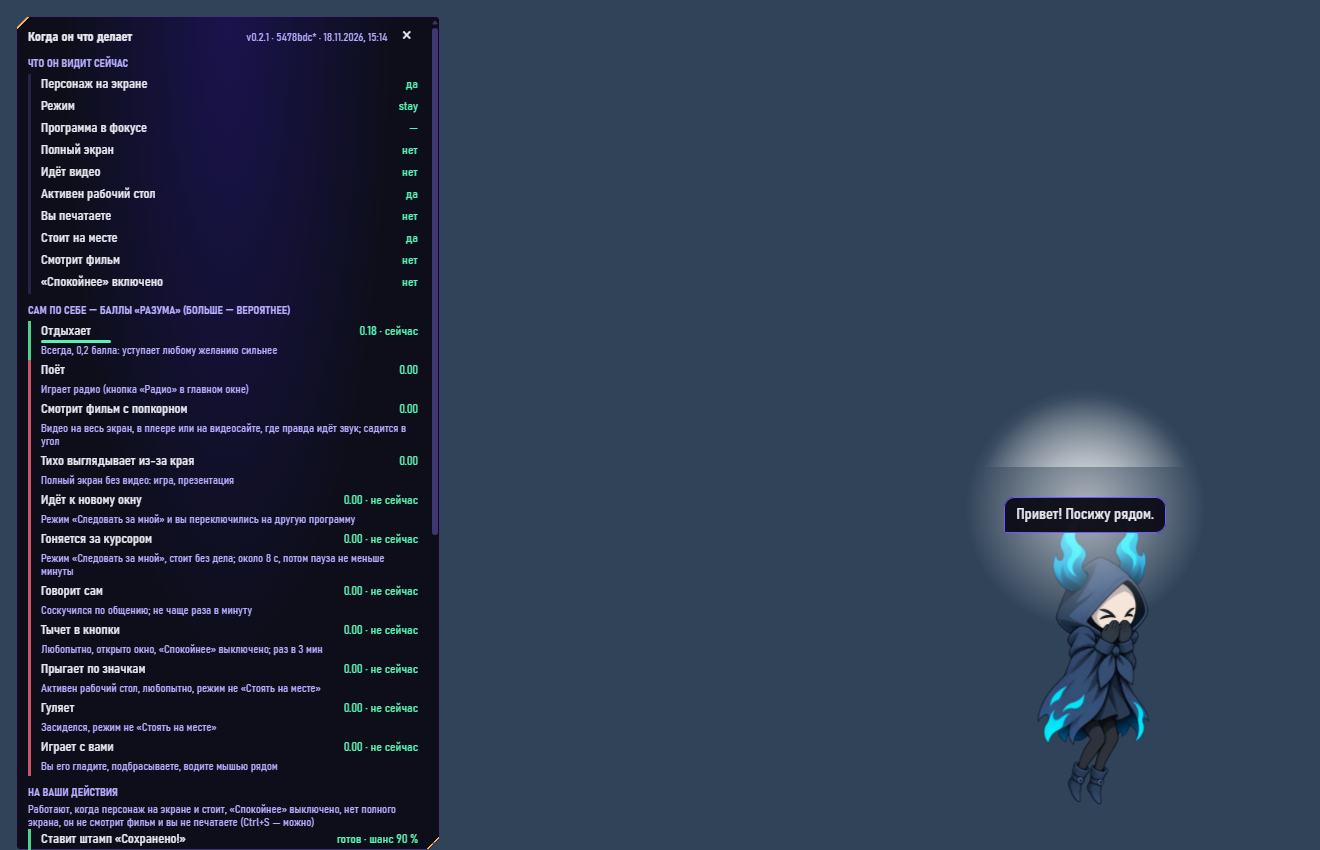 Когда он что делает
v0.2.1 · 5478bdc* · 18.11.2026, 15:14 ×
ЧТО ОН ВИДИТ СЕЙЧАС
Персонаж на экране да
Режим stay
Программа в фокусе —
Полный экран нет
Идёт видео нет
Активен рабочий стол да
Вы печатаете нет
Стоит на месте да
Смотрит фильм нет
«Спокойнее» включено нет
САМ ПО СЕБЕ — БАЛЛЫ «РАЗУМА» (БОЛЬШЕ — ВЕРОЯТНЕЕ)
Отдыхает 0.18 · сейчас
Всегда, 0,2 балла: уступает любому желанию сильнее
Поёт 0.00
Играет радио (кнопка «Радио» в главном окне)
Смотрит фильм с попкорном 0.00
Видео на весь экран, в плеере или на видеосайте, где правда идёт звук; садится в
угол
Тихо выглядывает из-за края 0.00
Полный экран без видео: игра, презентация
Идёт к новому окну 0.00 · не сейчас
Режим «Следовать за мной» и вы переключились на другую программу
Гоняется за курсором 0.00 · не сейчас
Режим «Следовать за мной», стоит без дела; около 8 с, потом пауза не меньше
минуты
Говорит сам 0.00 · не сейчас
Соскучился по общению; не чаще раза в минуту
Тычет в кнопки 0.00 · не сейчас
Любопытно, открыто окно, «Спокойнее» выключено; раз в 3 мин
Прыгает по значкам 0.00 · не сейчас
Активен рабочий стол, любопытно, режим не «Стоять на месте»
Гуляет 0.00 · не сейчас
Засиделся, режим не «Стоять на месте»
Играет с вами 0.00 · не сейчас
Вы его гладите, подбрасываете, водите мышью рядом
НА ВАШИ ДЕЙСТВИЯ
Работают, когда персонаж на экране и стоит, «Спокойнее» выключено, нет полного
экрана, он не смотрит фильм и вы не печатаете (Ctrl+S — можно)
Ставит штамп «Сохранено!» готов · шанс 90 %
Привет! Посижу рядом.